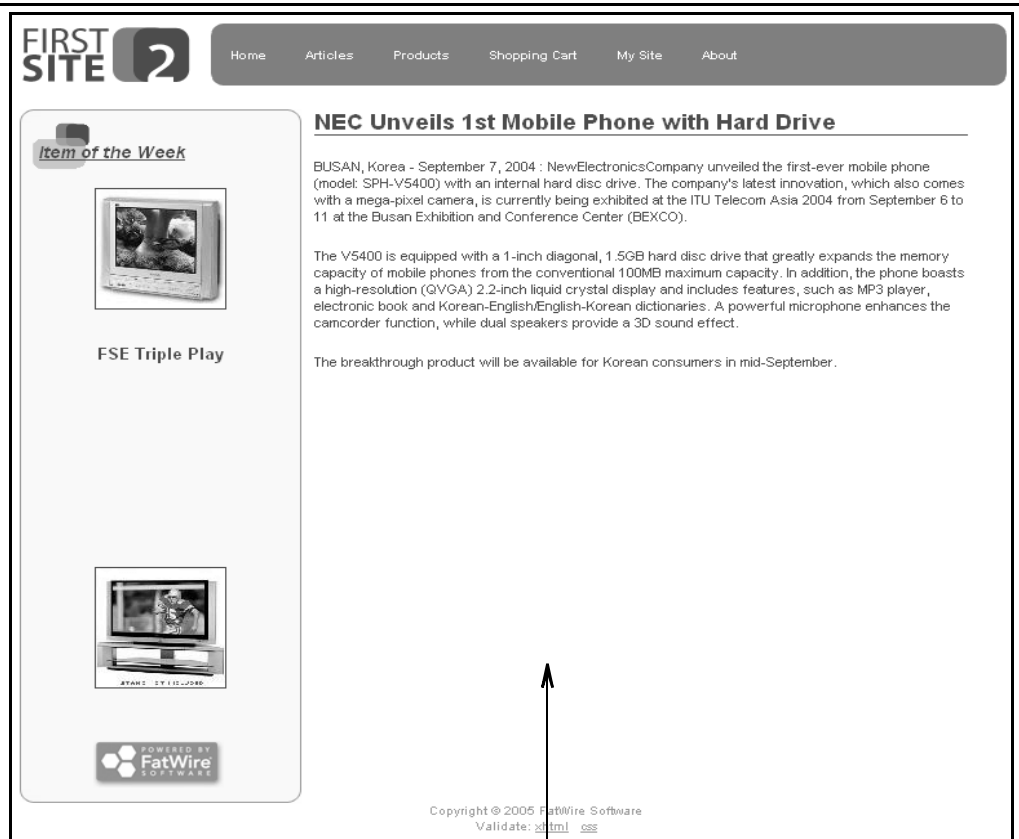 FIRST
SITE 2
Home Articles Products Shopping Cart My Site About
Item of the Week
FSE Triple Play
POWERED BY
FatWire
SOFTWARE
NEC Unveils 1st Mobile Phone with Hard Drive
BUSAN, Korea - September 7, 2004 : NewElectronicsCompany unveiled the first-ever mobile phone
(model: SPH-V5400) with an internal hard disc drive. The company's latest innovation, which also comes
with a mega-pixel camera, is currently being exhibited at the ITU Telecom Asia 2004 from September 6 to
11 at the Busan Exhibition and Conference Center (BEXCO).
The V5400 is equipped with a 1-inch diagonal, 1.5GB hard disc drive that greatly expands the memory
capacity of mobile phones from the conventional 100MB maximum capacity. In addition, the phone boasts
a high-resolution (QVGA) 2.2-inch liquid crystal display and includes features, such as MP3 player,
electronic book and Korean-English/English-Korean dictionaries. A powerful microphone enhances the
camcorder function, while dual speakers provide a 3D sound effect.
The breakthrough product will be available for Korean consumers in mid-September.
Copyright © 2005 FatWire Software
Validate: xhtml css